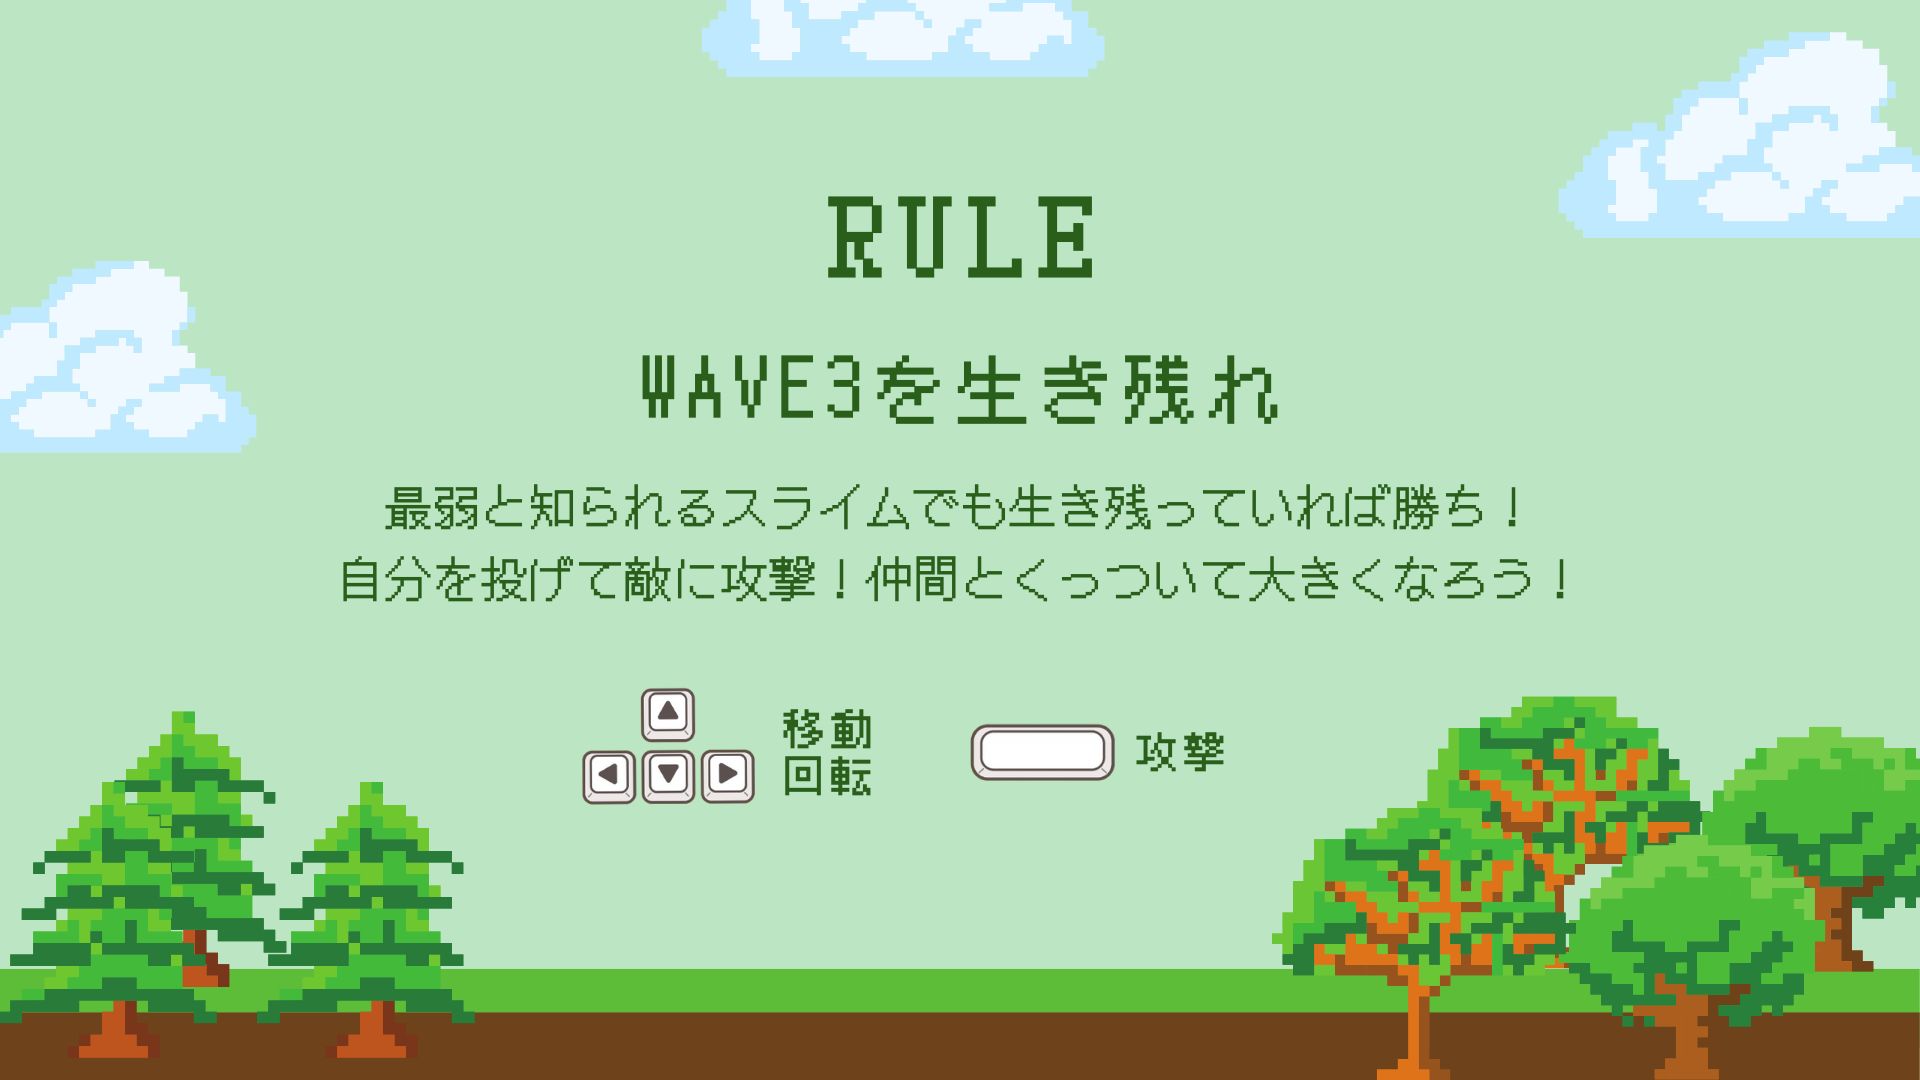 RULE
WAVE3を生き残れ
最弱と知られるスライムでも生き残っていれば勝ち！
自分を投げて敵に攻撃！仲間とくっついて大きくなろう！
移動
回転
攻撃